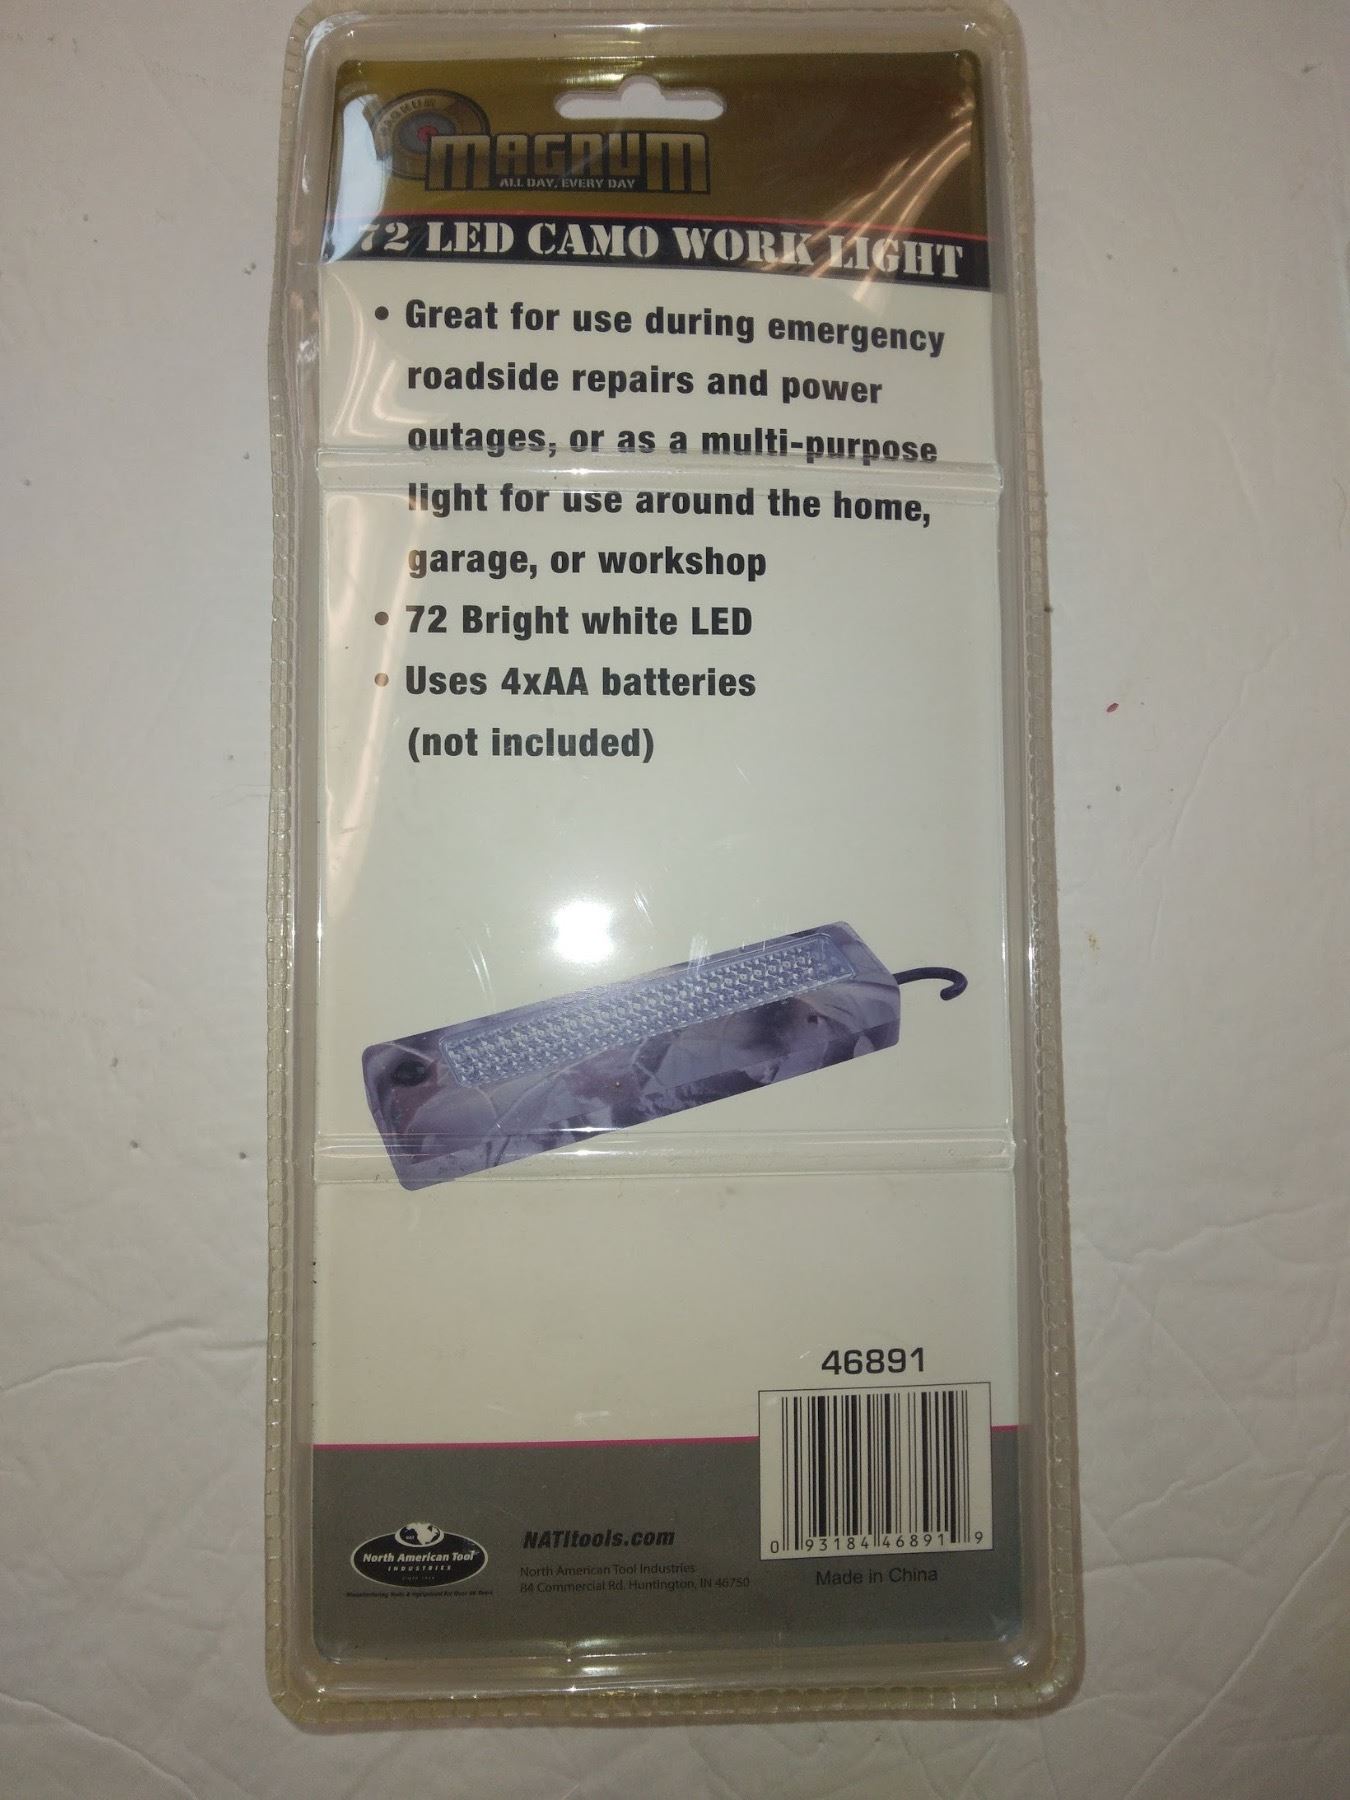 MAGNUM
MAGNUM
ALL DAY, EVERY DAY
72 LED CAMO WORK LIGHT
• Great for use during emergency
roadside repairs and power
outages, or as a multi-purpose
light for use around the home,
garage, or workshop
• 72 Bright white LED
• Uses 4xAA batteries
(not included)
46891
0 93184 46891 9
Made in China
North American Tool
INDUSTRIES
NATItools.com
North American Tool Industries
84 Commercial Rd. Huntington, IN 46750